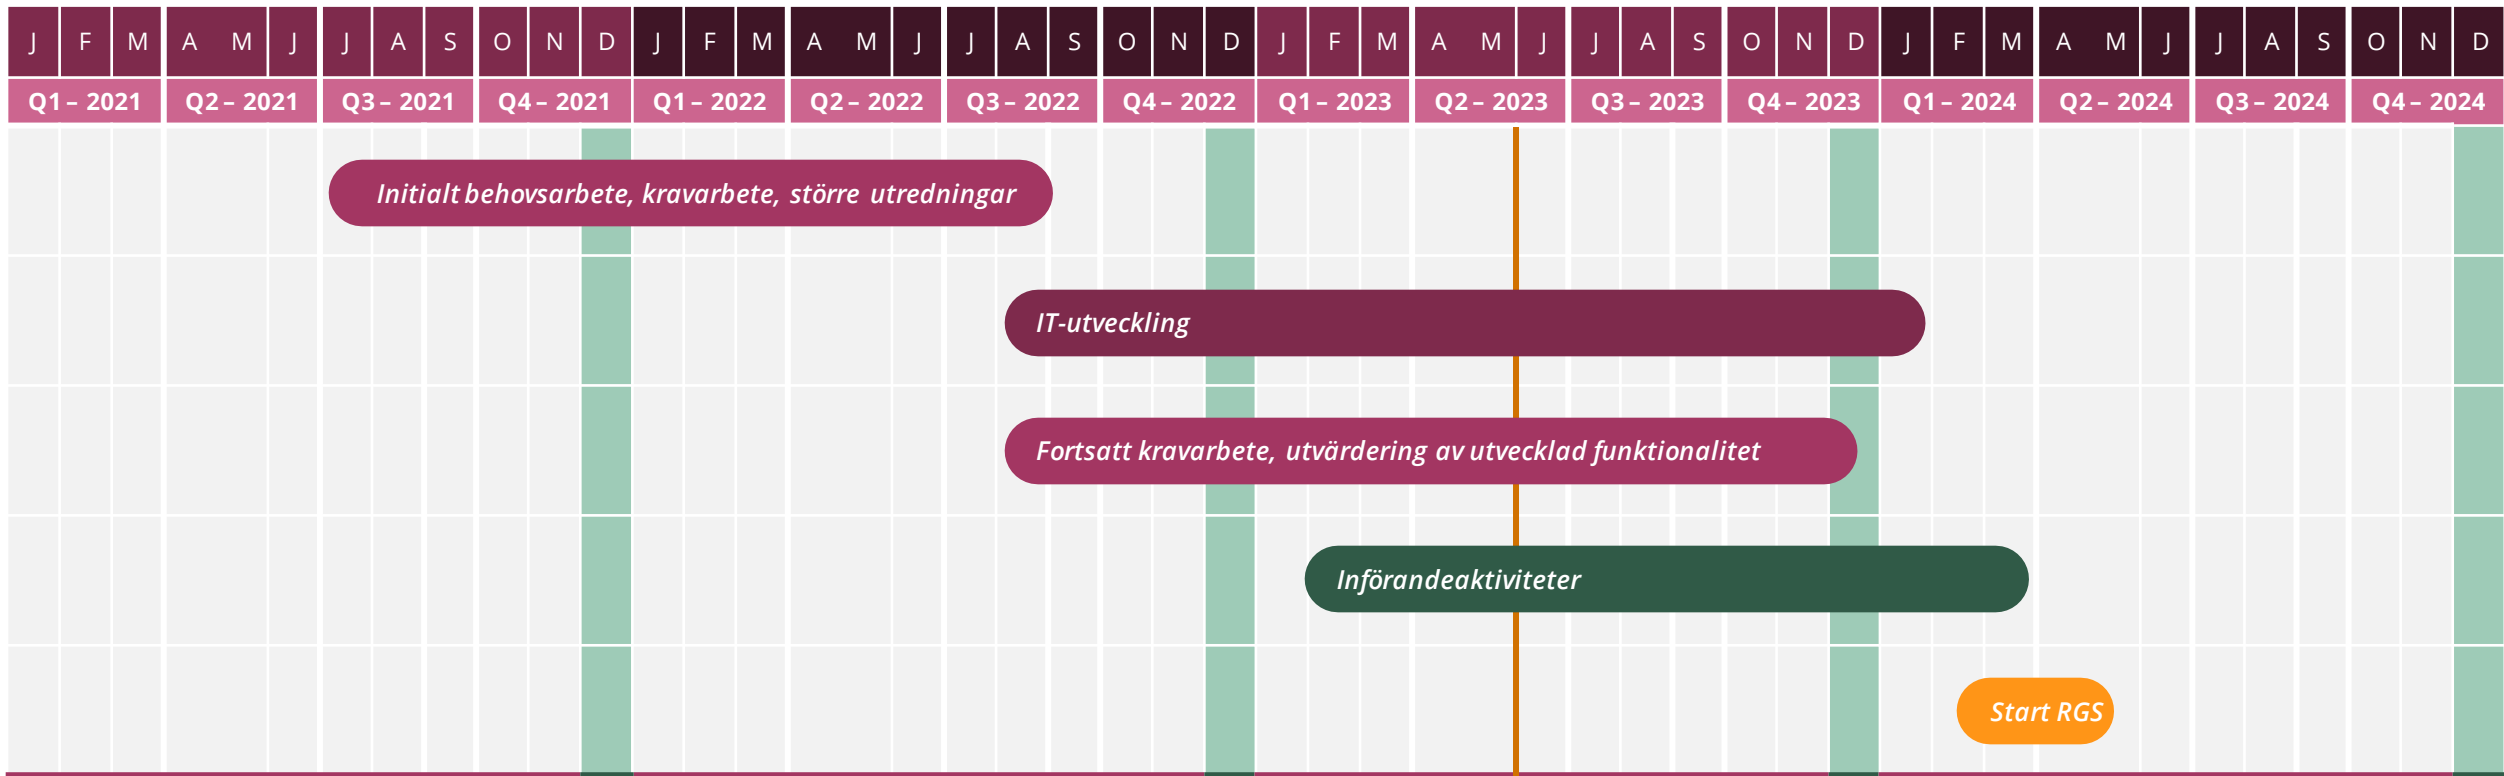 J F M A M J J A S O N D J F M A M J J A S O N D J F M A M J J A S O N D J F M A M J J A S O N D
Q1 – 2021 Q2 – 2021 Q3 – 2021 Q4 – 2021 Q1 – 2022 Q2 – 2022 Q3 – 2022 Q4 – 2022 Q1 – 2023 Q2 – 2023 Q3 – 2023 Q4 – 2023 Q1 – 2024 Q2 – 2024 Q3 – 2024 Q4 – 2024
Initialt behovsarbete, kravarbete, större utredningar
IT-utveckling
Fortsatt kravarbete, utvärdering av utvecklad funktionalitet
Införandeaktiviteter
Start RGS